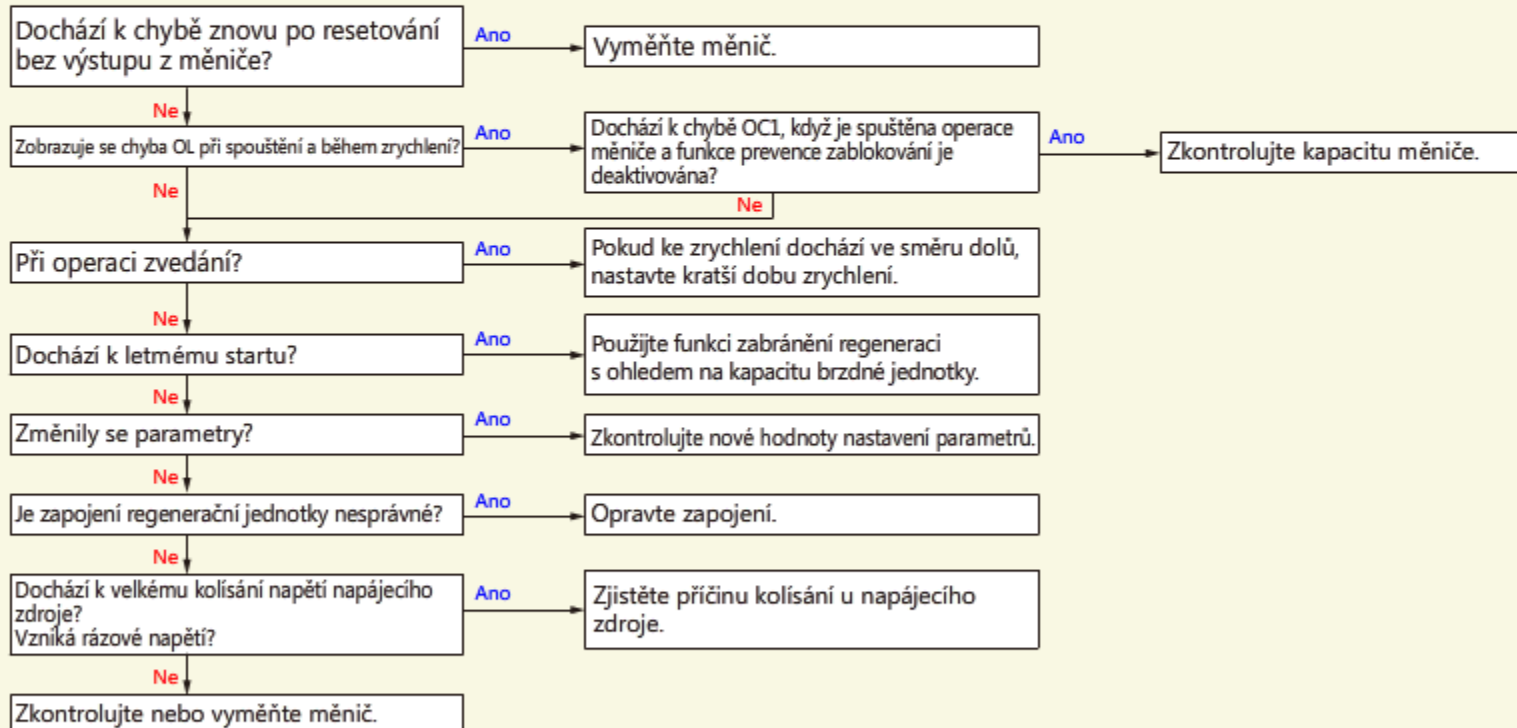 Dochází k chybě znovu po resetování
bez výstupu z měniče?
Ano
Vyměňte měnič.
Ne
Zobrazuje se chyba OL při spouštění a během zrychlení?
Ano
Dochází k chybě OC1, když je spuštěna operace
měniče a funkce prevence zablokování je
deaktivována?
Ano
Zkontrolujte kapacitu měniče.
Ne
Ne
Při operaci zvedání?
Ano
Pokud ke zrychlení dochází ve směru dolů,
nastavte kratší dobu zrychlení.
Ne
Dochází k letmému startu?
Ano
Použijte funkci zabránění regeneraci
s ohledem na kapacitu brzdné jednotky.
Ne
Změnily se parametry?
Ano
Zkontrolujte nové hodnoty nastavení parametrů.
Ne
Je zapojení regenerační jednotky nesprávné?
Ano
Opravte zapojení.
Ne
Dochází k velkému kolísání napětí napájecího
zdroje?
Vzniká rázové napětí?
Ano
Zjistěte příčinu kolísání u napájecího
zdroje.
Ne
Zkontrolujte nebo vyměňte měnič.